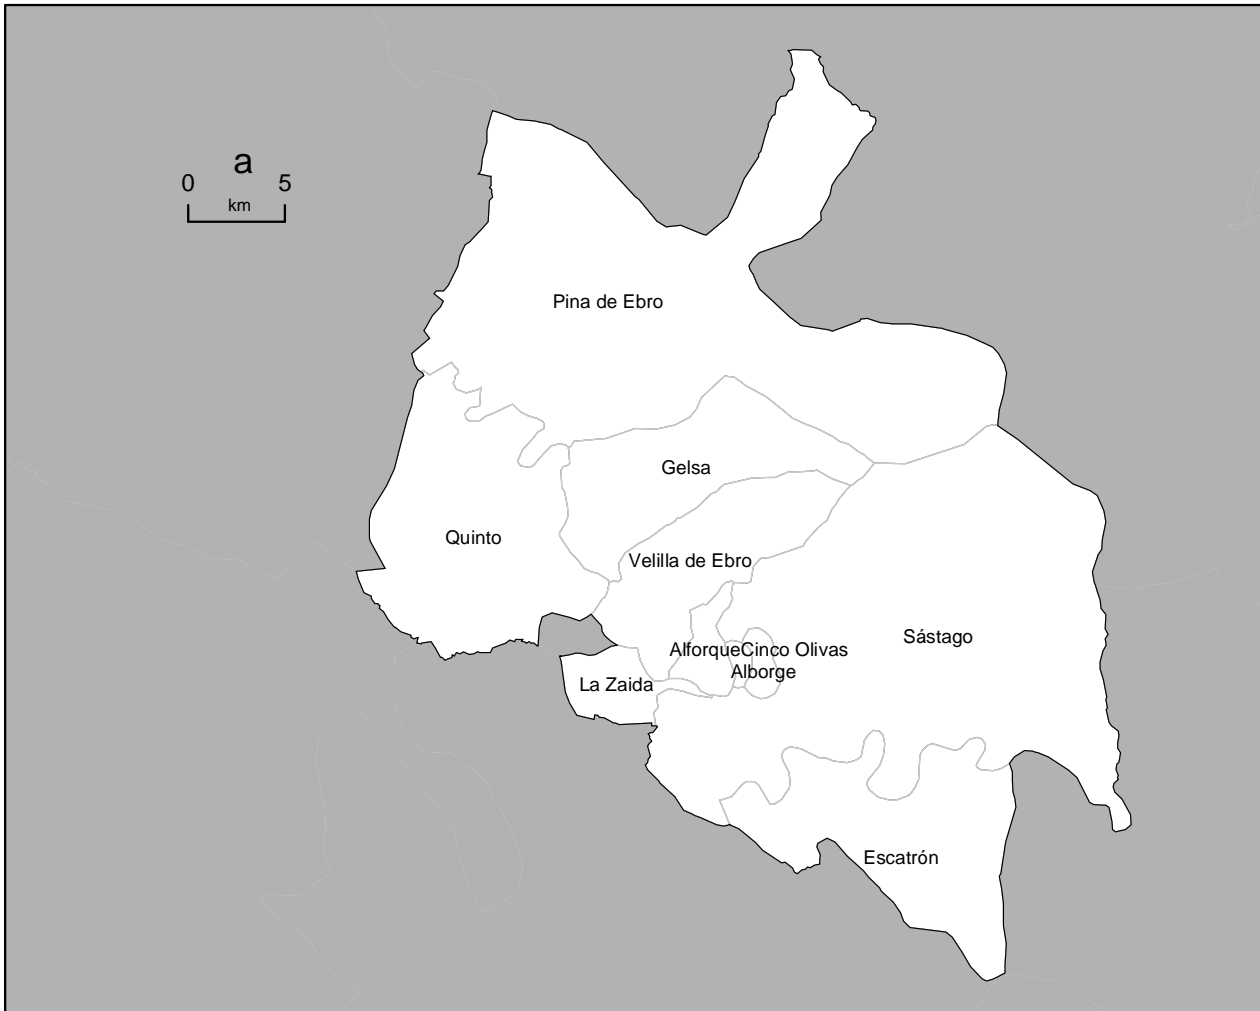 a
0 5
km
Pina de Ebro
Gelsa
Quinto
Velilla de Ebro
Sástago
AlforqueCinco Olivas
Alborge
La Zaida
Escatrón